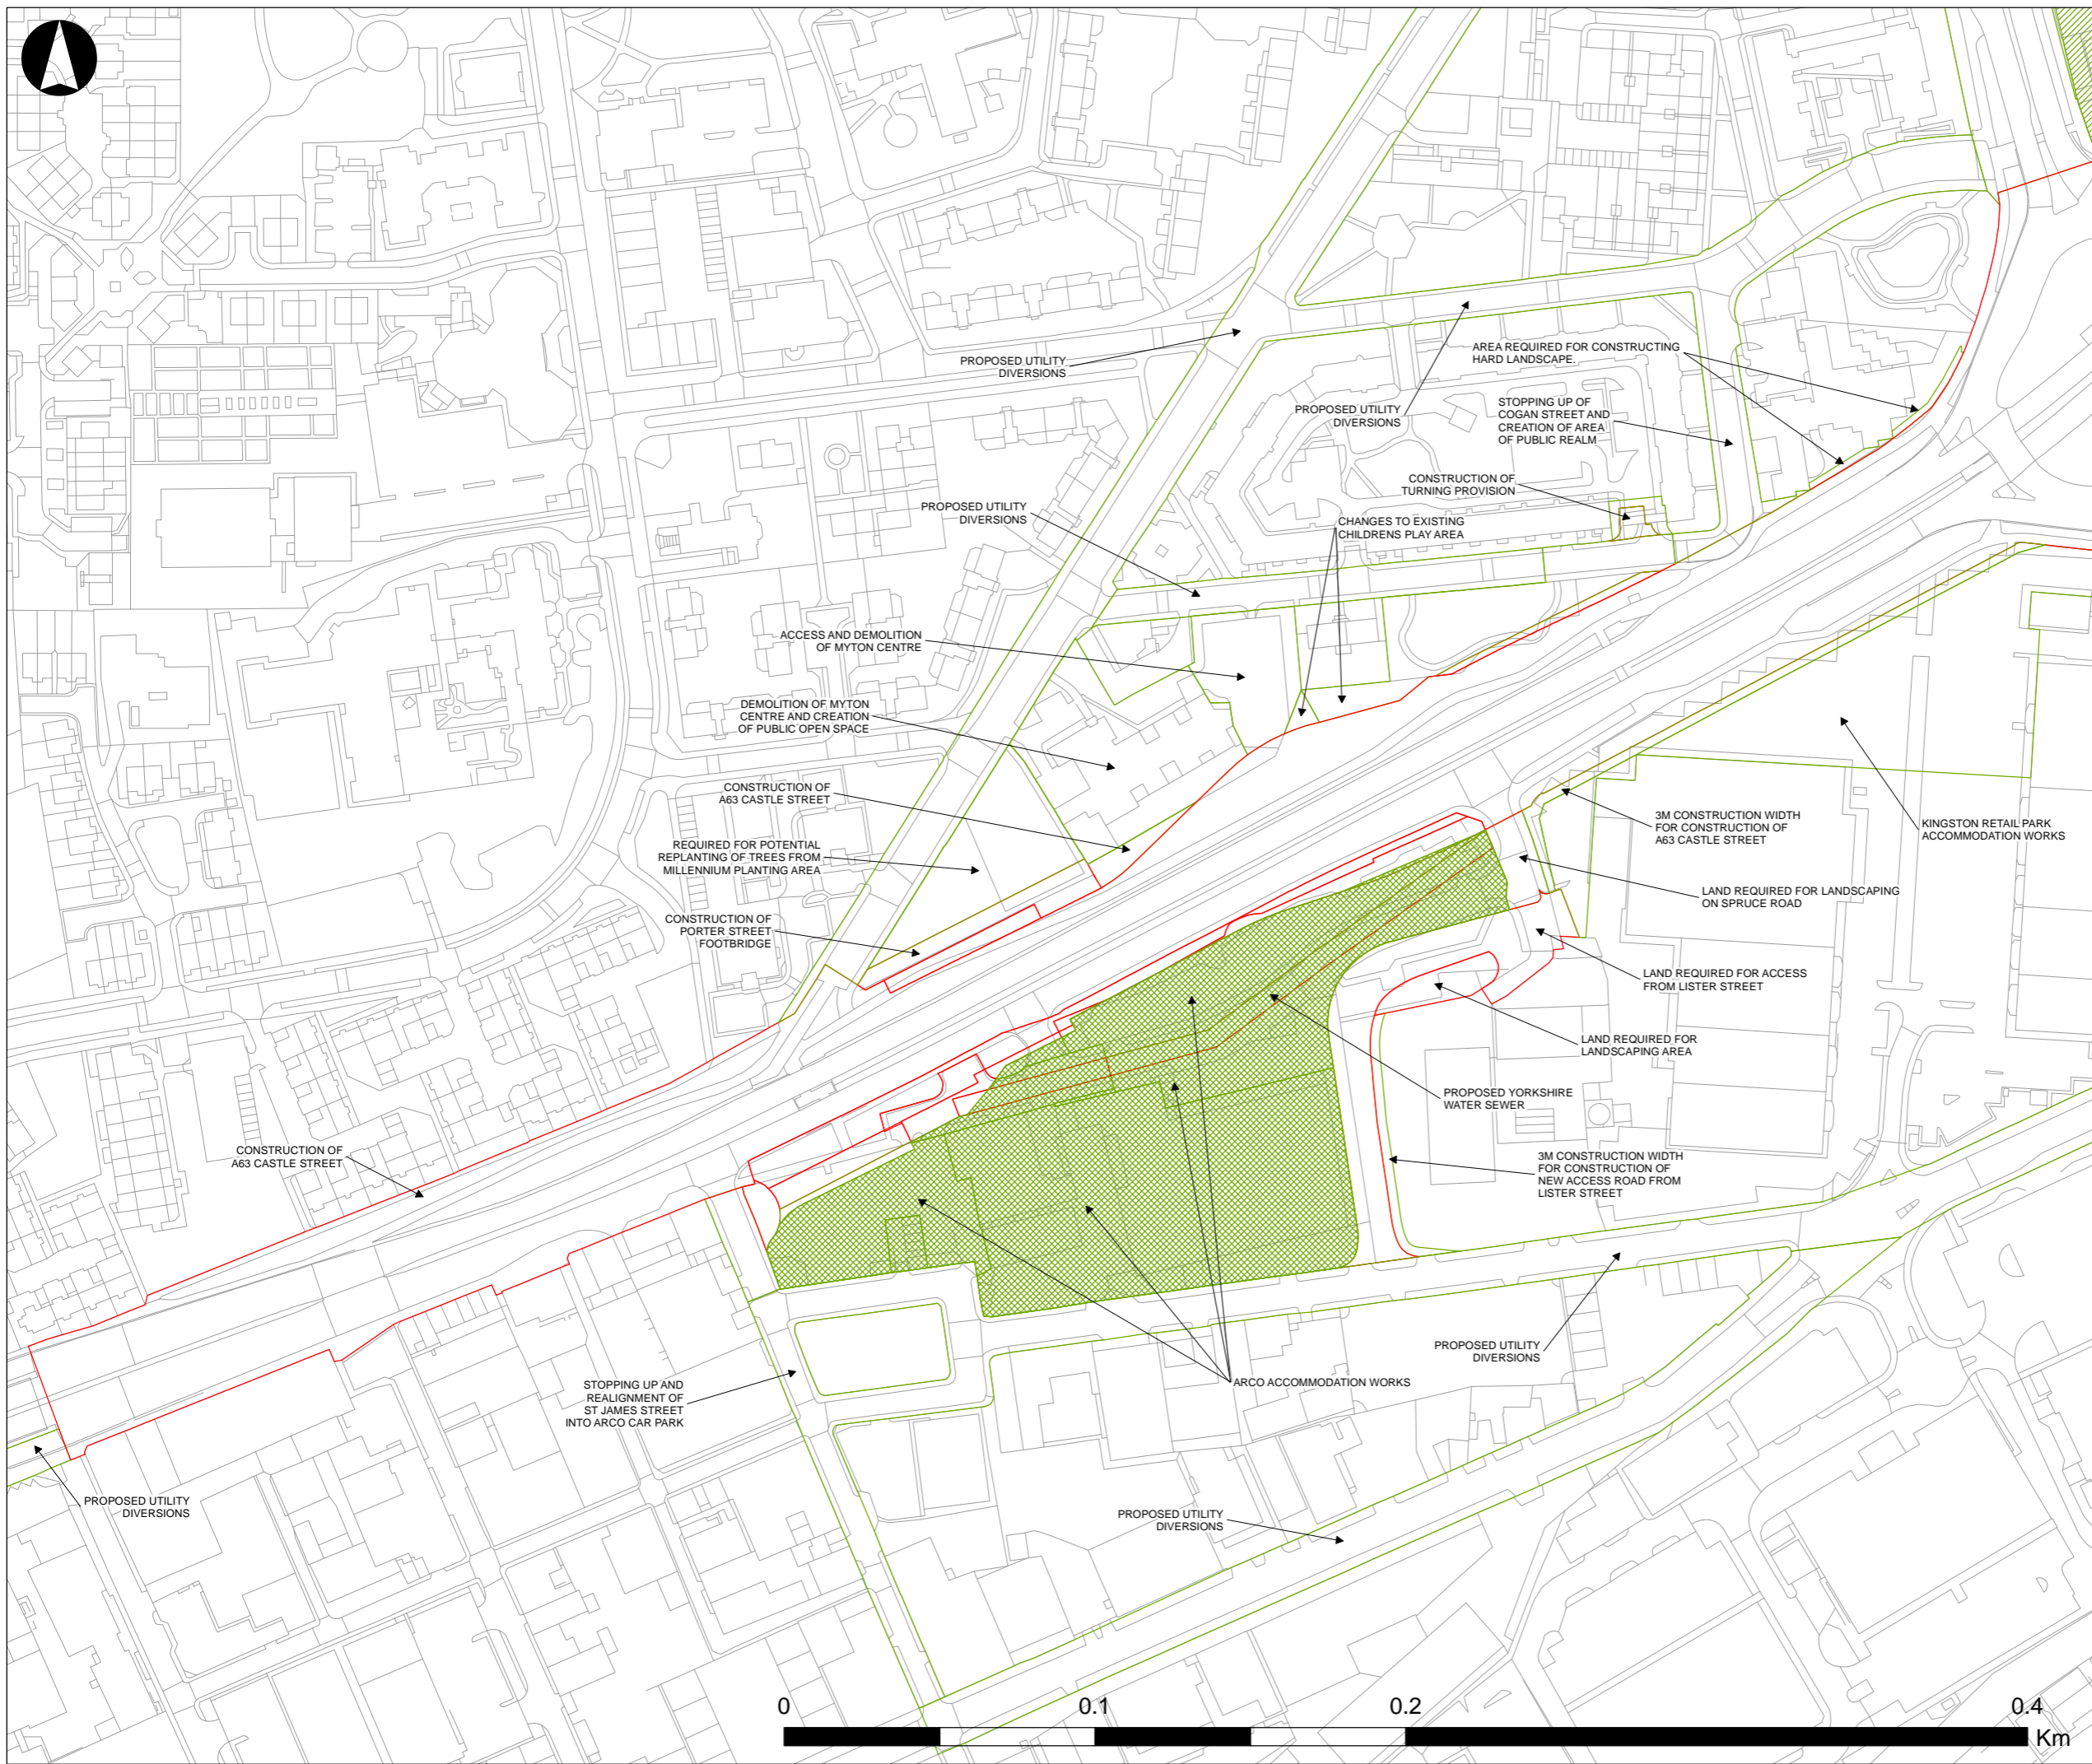 PROPOSED UTILITY
DIVERSIONS
AREA REQUIRED FOR CONSTRUCTING
HARD LANDSCAPE.
PROPOSED UTILITY
DIVERSIONS
STOPPING UP OF
COGAN STREET AND
CREATION OF AREA
OF PUBLIC REALM
CONSTRUCTION OF
TURNING PROVISION
PROPOSED UTILITY
DIVERSIONS
CHANGES TO EXISTING
CHILDRENS PLAY AREA
ACCESS AND DEMOLITION
OF MYTON CENTRE
DEMOLITION OF MYTON
CENTRE AND CREATION
OF PUBLIC OPEN SPACE
CONSTRUCTION OF
A63 CASTLE STREET
3M CONSTRUCTION WIDTH
FOR CONSTRUCTION OF
A63 CASTLE STREET
KINGSTON RETAIL PARK
ACCOMMODATION WORKS
REQUIRED FOR POTENTIAL
REPLANTING OF TREES FROM
MILLENNIUM PLANTING AREA
LAND REQUIRED FOR LANDSCAPING
ON SPRUCE ROAD
CONSTRUCTION OF
PORTER STREET
FOOTBRIDGE
LAND REQUIRED FOR ACCESS
FROM LISTER STREET
LAND REQUIRED FOR
LANDSCAPING AREA
PROPOSED YORKSHIRE
WATER SEWER
CONSTRUCTION OF
A63 CASTLE STREET
3M CONSTRUCTION WIDTH
FOR CONSTRUCTION OF
NEW ACCESS ROAD FROM
LISTER STREET
PROPOSED UTILITY
DIVERSIONS
STOPPING UP AND
REALIGNMENT OF
ST JAMES STREET
INTO ARCO CAR PARK
ARCO ACCOMMODATION WORKS
PROPOSED UTILITY
DIVERSIONS
PROPOSED UTILITY
DIVERSIONS
0 0.1 0.2 0.4
Km